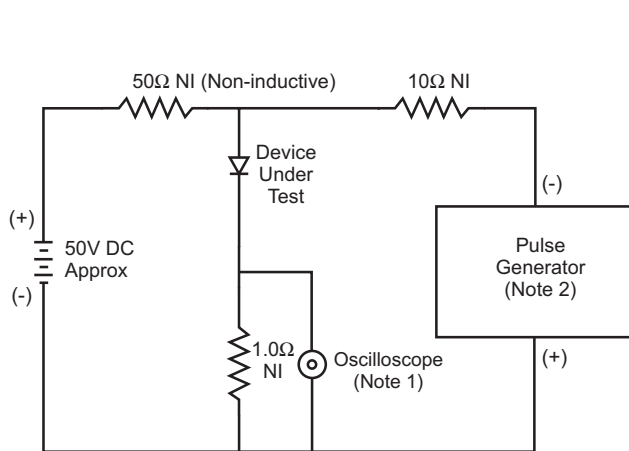 50Ω NI (Non-inductive)
10Ω NI
Device
Under
Test
(-)
(+)
50V DC
Approx
(-)
Pulse
Generator
(Note 2)
1.0Ω
NI
Oscilloscope
(Note 1)
(+)